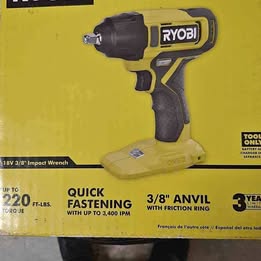 RYOBI
TOOL
ONLY
18V 3/8" Impact Wrench
UP TO
220 FT-LBS.
TORQUE
QUICK
FASTENING
WITH UP TO 3,400 IPM
3/8" ANVIL
WITH FRICTION RING
3 YEA
Français de l'autre côté // Español del otro lado